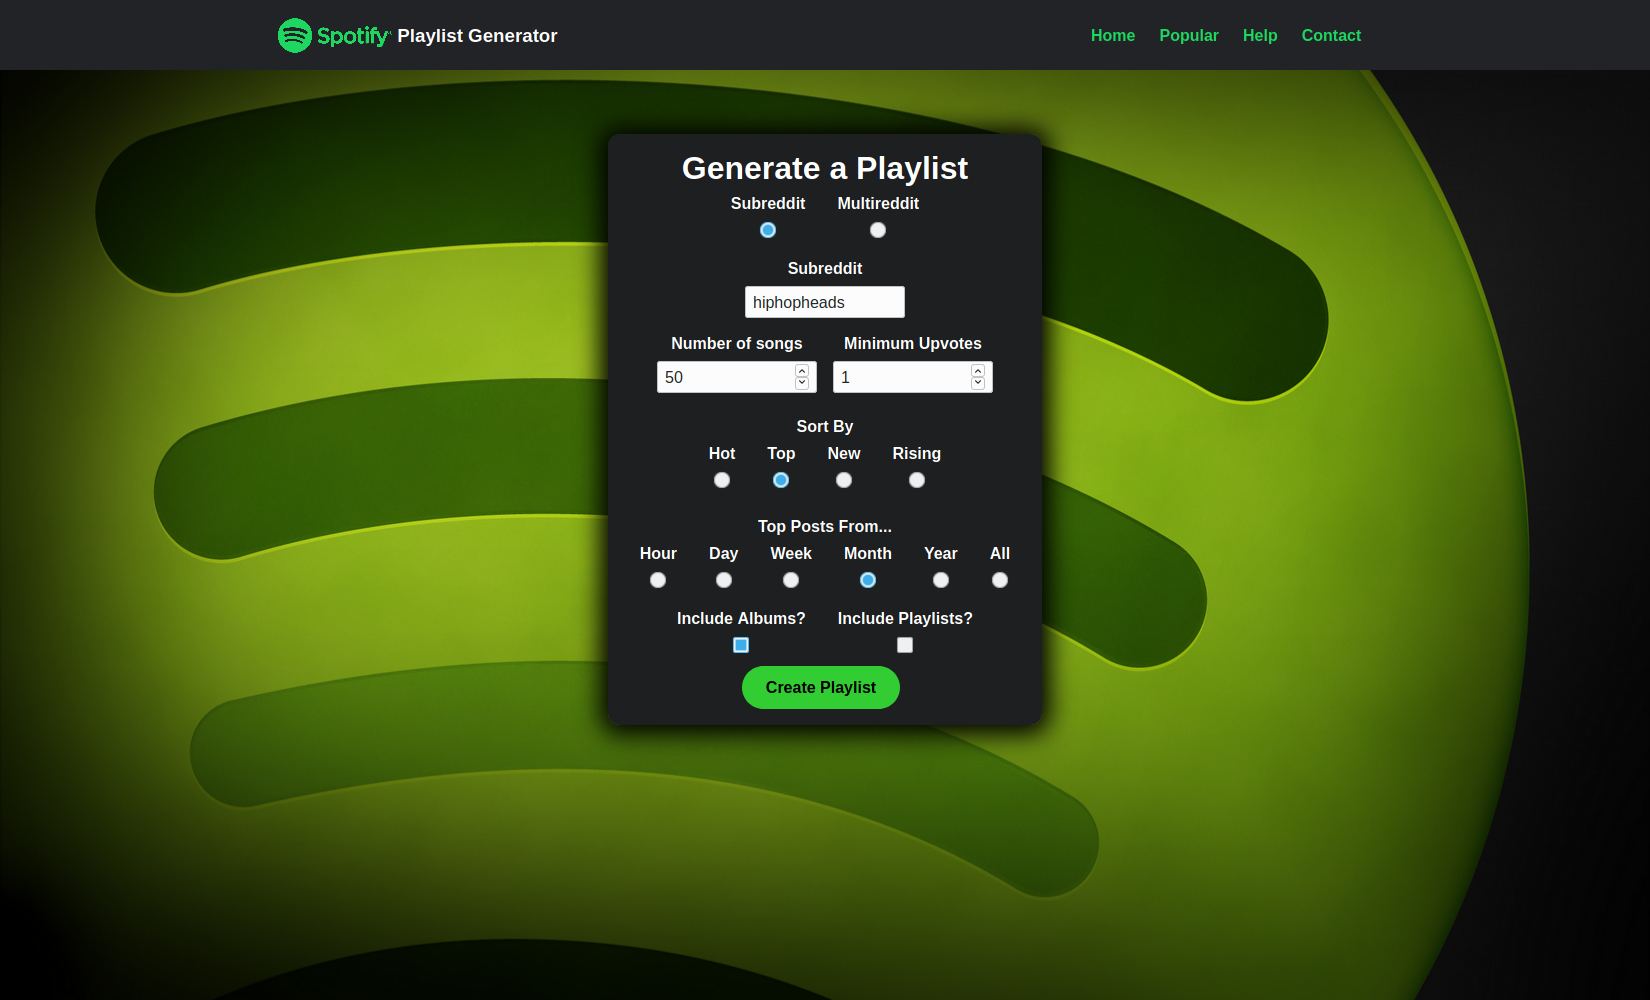 Spotify Playlist Generator
Home Popular Help Contact
Generate a Playlist
Subreddit Multireddit
Subreddit
hiphopheads
Number of songs Minimum Upvotes
50 1
Sort By
Hot Top New Rising
Top Posts From...
Hour Day Week Month Year All
Include Albums? Include Playlists?
Create Playlist